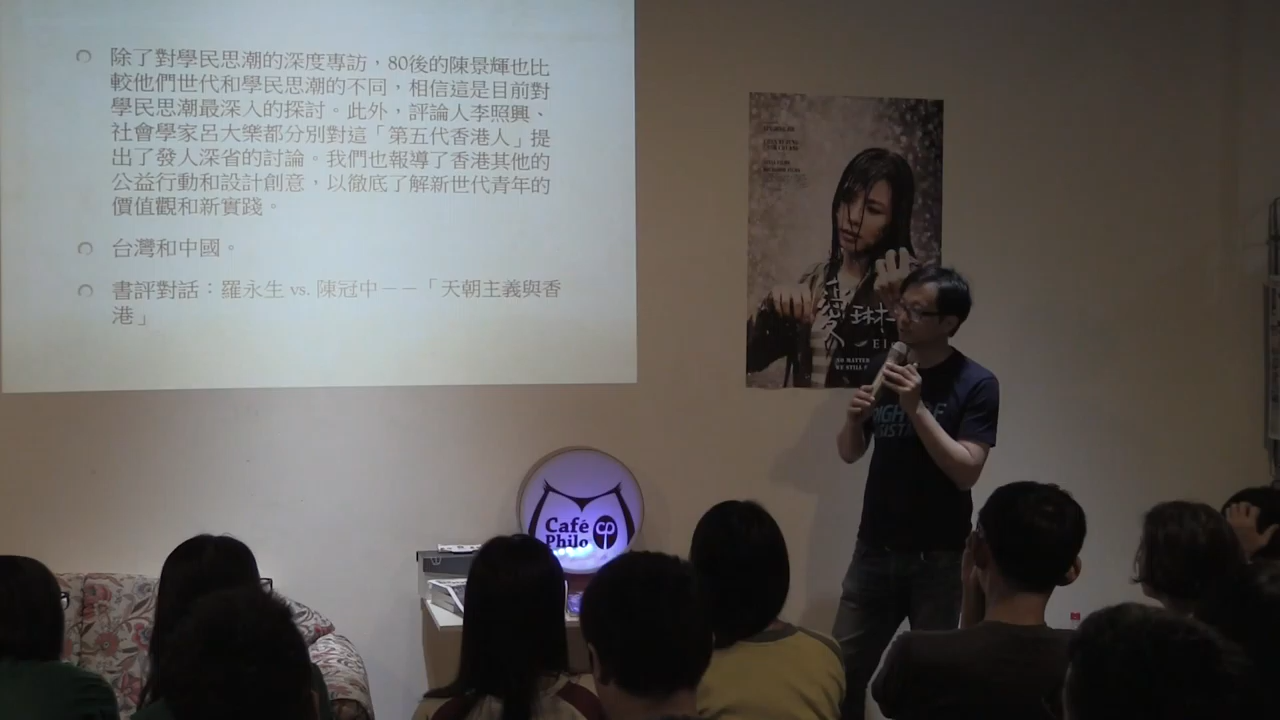 除了對學民思潮的深度專訪，80後的陳景輝也比
較他們世代和學民思潮的不同，相信這是目前對
學民思潮最深入的探討。此外，評論人李照興、
社會學家呂大樂都分別對這「第五代香港人」提
出了發人深省的討論。我們也報導了香港其他的
公益行動和設計創意，以徹底了解新世代青年的
價值觀和新實踐。
台灣和中國。
書評對話：羅永生 vs. 陳冠中－－「天朝主義與香
港」
愛琳
NO MATTER
WE STILL ?
Café
Philo